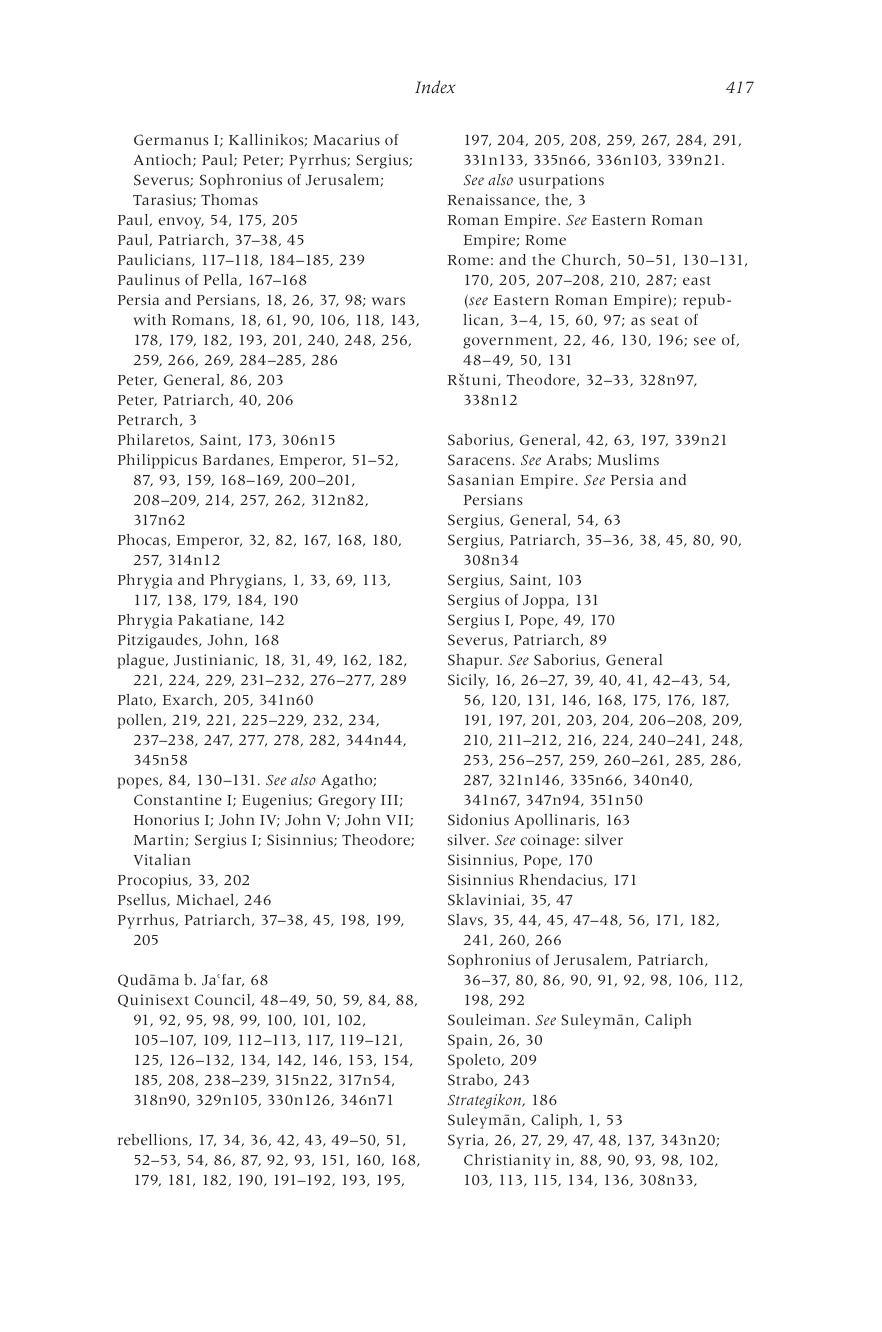 Index 417
Germanus I; Kallinikos; Macarius of
Antioch; Paul; Peter; Pyrrhus; Sergius;
Severus; Sophronius of Jerusalem;
Tarasius; Thomas
Paul, envoy, 54, 175, 205
Paul, Patriarch, 37–38, 45
Paulicians, 117–118, 184–185, 239
Paulinus of Pella, 167–168
Persia and Persians, 18, 26, 37, 98; wars
with Romans, 18, 61, 90, 106, 118, 143,
178, 179, 182, 193, 201, 240, 248, 256,
259, 266, 269, 284–285, 286
Peter, General, 86, 203
Peter, Patriarch, 40, 206
Petrarch, 3
Philaretos, Saint, 173, 306n15
Philippicus Bardanes, Emperor, 51–52,
87, 93, 159, 168–169, 200–201,
208–209, 214, 257, 262, 312n82,
317n62
Phocas, Emperor, 32, 82, 167, 168, 180,
257, 314n12
Phrygia and Phrygians, 1, 33, 69, 113,
117, 138, 179, 184, 190
Phrygia Pakatiane, 142
Pitzigaudes, John, 168
plague, Justinianic, 18, 31, 49, 162, 182,
221, 224, 229, 231–232, 276–277, 289
Plato, Exarch, 205, 341n60
pollen, 219, 221, 225–229, 232, 234,
237–238, 247, 277, 278, 282, 344n44,
345n58
popes, 84, 130–131. See also Agatho;
Constantine I; Eugenius; Gregory III;
Honorius I; John IV; John V; John VII;
Martin; Sergius I; Sisinnius; Theodore;
Vitalian
Procopius, 33, 202
Psellus, Michael, 246
Pyrrhus, Patriarch, 37–38, 45, 198, 199,
205
Qudāma b. Jaʿfar, 68
Quinisext Council, 48–49, 50, 59, 84, 88,
91, 92, 95, 98, 99, 100, 101, 102,
105–107, 109, 112–113, 117, 119–121,
125, 126–132, 134, 142, 146, 153, 154,
185, 208, 238–239, 315n22, 317n54,
318n90, 329n105, 330n126, 346n71
rebellions, 17, 34, 36, 42, 43, 49–50, 51,
52–53, 54, 86, 87, 92, 93, 151, 160, 168,
179, 181, 182, 190, 191–192, 193, 195,
197, 204, 205, 208, 259, 267, 284, 291,
331n133, 335n66, 336n103, 339n21.
See also usurpations
Renaissance, the, 3
Roman Empire. See Eastern Roman
Empire; Rome
Rome: and the Church, 50–51, 130–131,
170, 205, 207–208, 210, 287; east
(see Eastern Roman Empire); repub-
lican, 3–4, 15, 60, 97; as seat of
government, 22, 46, 130, 196; see of,
48–49, 50, 131
Rštuni, Theodore, 32–33, 328n97,
338n12
Saborius, General, 42, 63, 197, 339n21
Saracens. See Arabs; Muslims
Sasanian Empire. See Persia and
Persians
Sergius, General, 54, 63
Sergius, Patriarch, 35–36, 38, 45, 80, 90,
308n34
Sergius, Saint, 103
Sergius of Joppa, 131
Sergius I, Pope, 49, 170
Severus, Patriarch, 89
Shapur. See Saborius, General
Sicily, 16, 26–27, 39, 40, 41, 42–43, 54,
56, 120, 131, 146, 168, 175, 176, 187,
191, 197, 201, 203, 204, 206–208, 209,
210, 211–212, 216, 224, 240–241, 248,
253, 256–257, 259, 260–261, 285, 286,
287, 321n146, 335n66, 340n40,
341n67, 347n94, 351n50
Sidonius Apollinaris, 163
silver. See coinage: silver
Sisinnius, Pope, 170
Sisinnius Rhendacius, 171
Sklaviniai, 35, 47
Slavs, 35, 44, 45, 47–48, 56, 171, 182,
241, 260, 266
Sophronius of Jerusalem, Patriarch,
36–37, 80, 86, 90, 91, 92, 98, 106, 112,
198, 292
Souleiman. See Suleymān, Caliph
Spain, 26, 30
Spoleto, 209
Strabo, 243
Strategikon, 186
Suleymān, Caliph, 1, 53
Syria, 26, 27, 29, 47, 48, 137, 343n20;
Christianity in, 88, 90, 93, 98, 102,
103, 113, 115, 134, 136, 308n33,